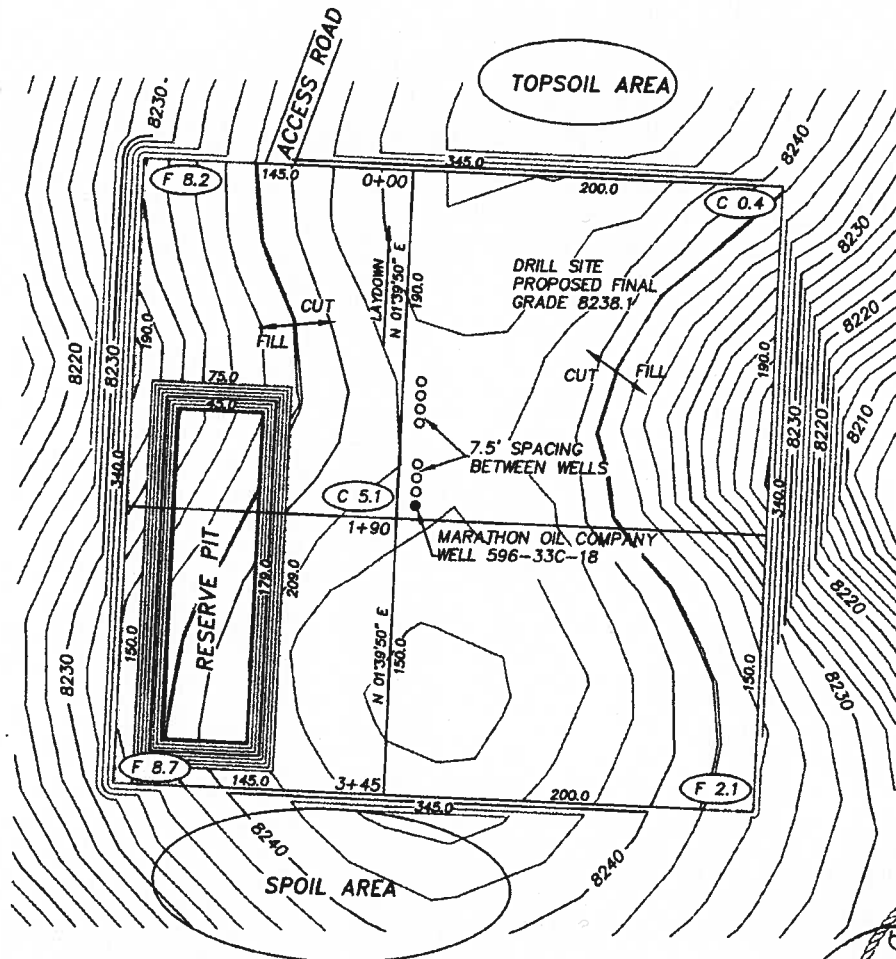 ACCESS ROAD
TOPSOIL AREA
8230
8240
F 8.2
145.0
345.0
0+00
200.0
C 0.4
8230
8220
LAYDOWN
N 01°39'50" E
190.0
DRILL SITE
PROPOSED FINAL
GRADE 8238.1
CUT
FILL
CUT
FILL
190.0
8220
8230
190.0
8230
8220
8210
75.0
45.0
7.5' SPACING
BETWEEN WELLS
340.0
340.0
C 5.1
1+90
MARATHON OIL COMPANY
WELL 596-33C-18
RESERVE PIT
179.0
209.0
8220
8230
150.0
N 01°39'50" E
150.0
150.0
8230
F 8.7
145.0
3+45
345.0
200.0
F 2.1
8240
SPOIL AREA
8240